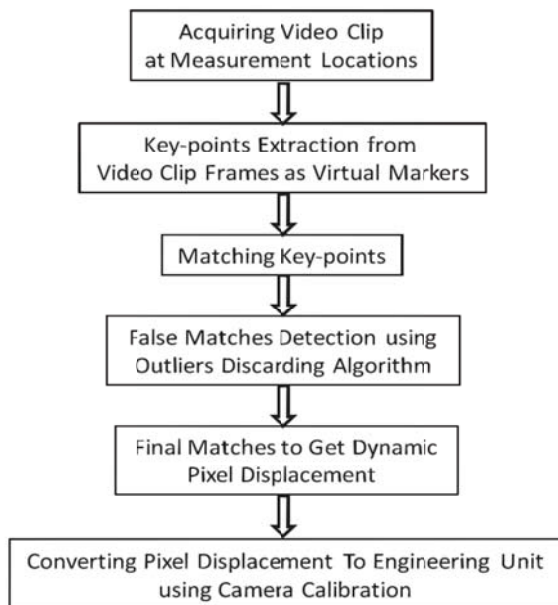 Acquiring Video Clip
at Measurement Locations
Key-points Extraction from
Video Clip Frames as Virtual Markers
Matching Key-points
False Matches Detection using
Outliers Discarding Algorithm
Final Matches to Get Dynamic
Pixel Displacement
Converting Pixel Displacement To Engineering Unit
using Camera Calibration